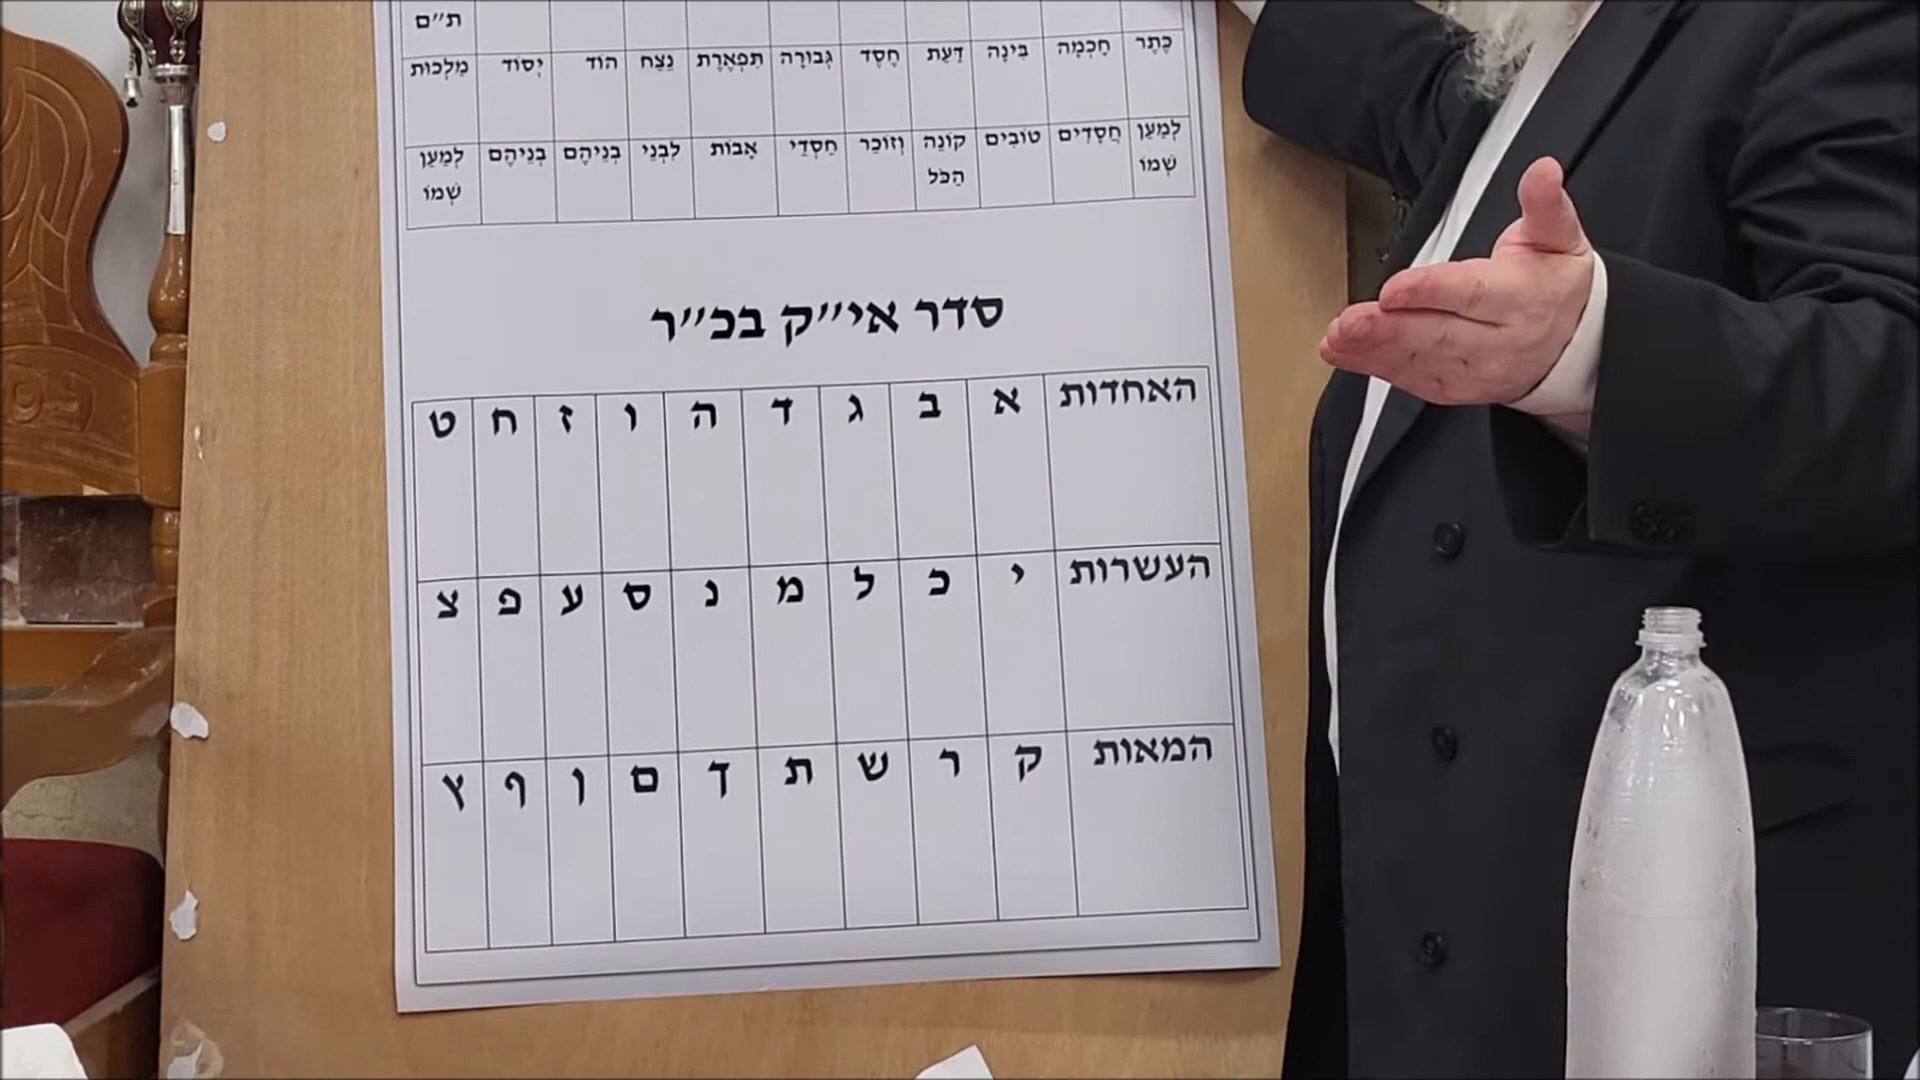 ת״ם
כֶּתֶר חָכְמָה בִּינָה דַּעַת חֶסֶד גְּבוּרָה תִּפְאֶרֶת נֵצַח הוֹד יְסוֹד מַלְכוּת
לְמַעַן שְׁמוֹ חֲסָדִים טוֹבִים קוֹנֵה הַכֹּל וְזוֹכֵר חַסְדֵי אָבוֹת לִבְנֵי בְנֵיהֶם בְּנֵיהֶם לְמַעַן שְׁמוֹ
סדר אי״ק בכ״ר
האחדות א ב ג ד ה ו ז ח ט
העשרות י כ ל מ נ ס ע פ צ
המאות ק ר ש ת ך ם ן ף ץ